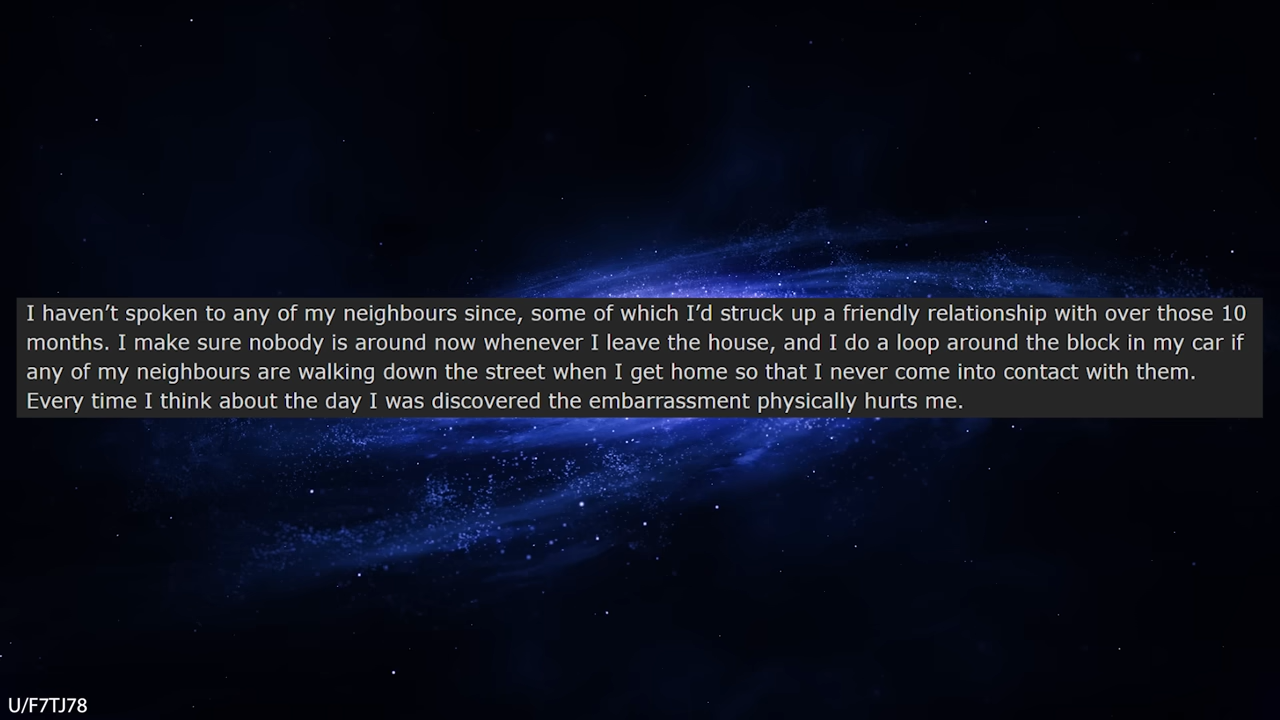 I haven’t spoken to any of my neighbours since, some of which I’d struck up a friendly relationship with over those 10
months. I make sure nobody is around now whenever I leave the house, and I do a loop around the block in my car if
any of my neighbours are walking down the street when I get home so that I never come into contact with them.
Every time I think about the day I was discovered the embarrassment physically hurts me.
U/F7TJ78